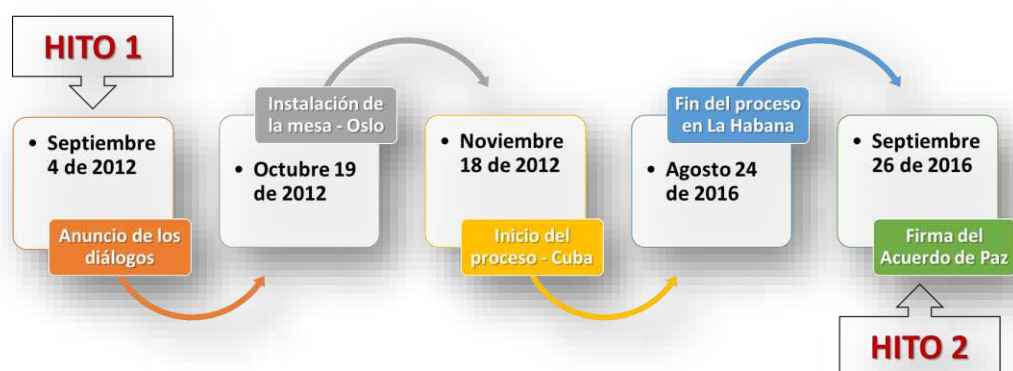 HITO 1
• Septiembre
4 de 2012
Anuncio de los
diálogos
Instalación de
la mesa - Oslo
• Octubre 19
de 2012
• Noviembre
18 de 2012
Inicio del
proceso - Cuba
Fin del proceso
en La Habana
• Agosto 24
de 2016
• Septiembre
26 de 2016
Firma del
Acuerdo de Paz
HITO 2